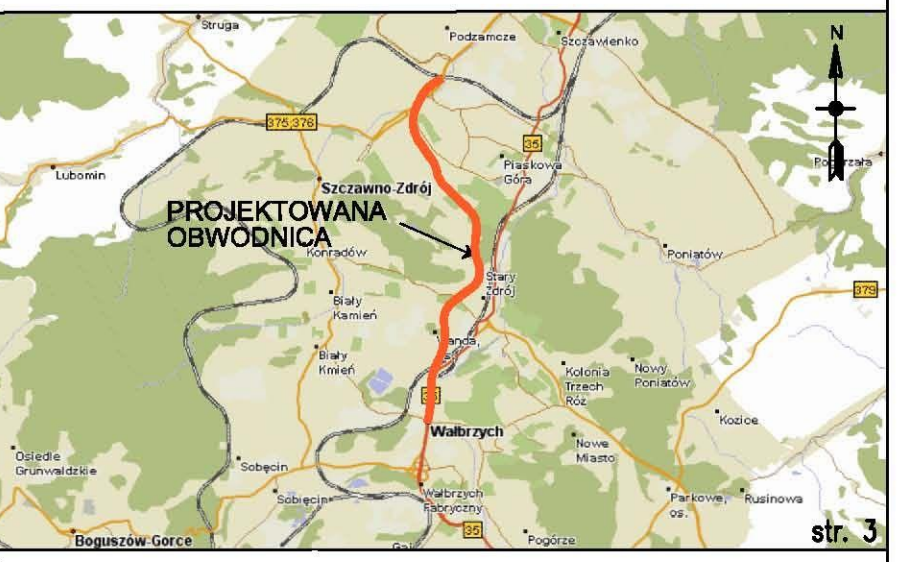 Struga
Podzamcze
Szczawienko
N
375;376
35
Lubomin
Piaskowa
Góra
Szczawno-Zdrój
PROJEKTOWANA
OBWODNICA
Konradów
Poniatów
Stary
Zdrój
379
Biały
Kamień
Biały
Kmień
Kolonia
Trzech
Róż
Nowy
Poniatów
35
Kozice
Wałbrzych
Nowe
Miasto
Osiedle
Grunwaldzkie
Sobęcin
Sobięcin
Wałbrzych
Fabryczny
Parkowe,
os.
Rusinowa
35
Pogórze
Boguszów-Gorce
str. 3